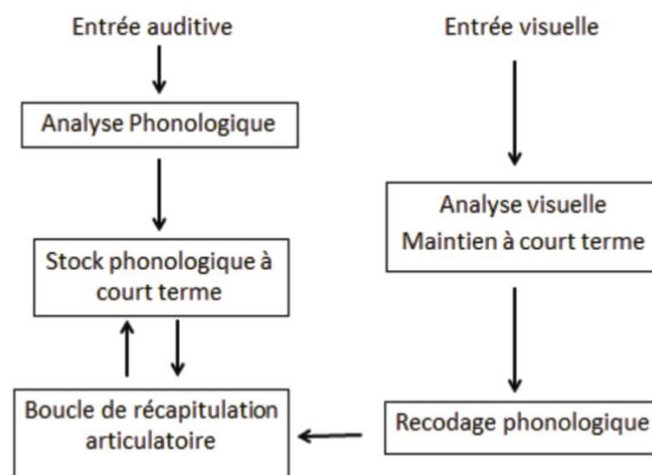 Entrée auditive
Entrée visuelle
Analyse Phonologique
Analyse visuelle
Maintien à court terme
Stock phonologique à
court terme
Boucle de récapitulation
articulatoire
Recodage phonologique